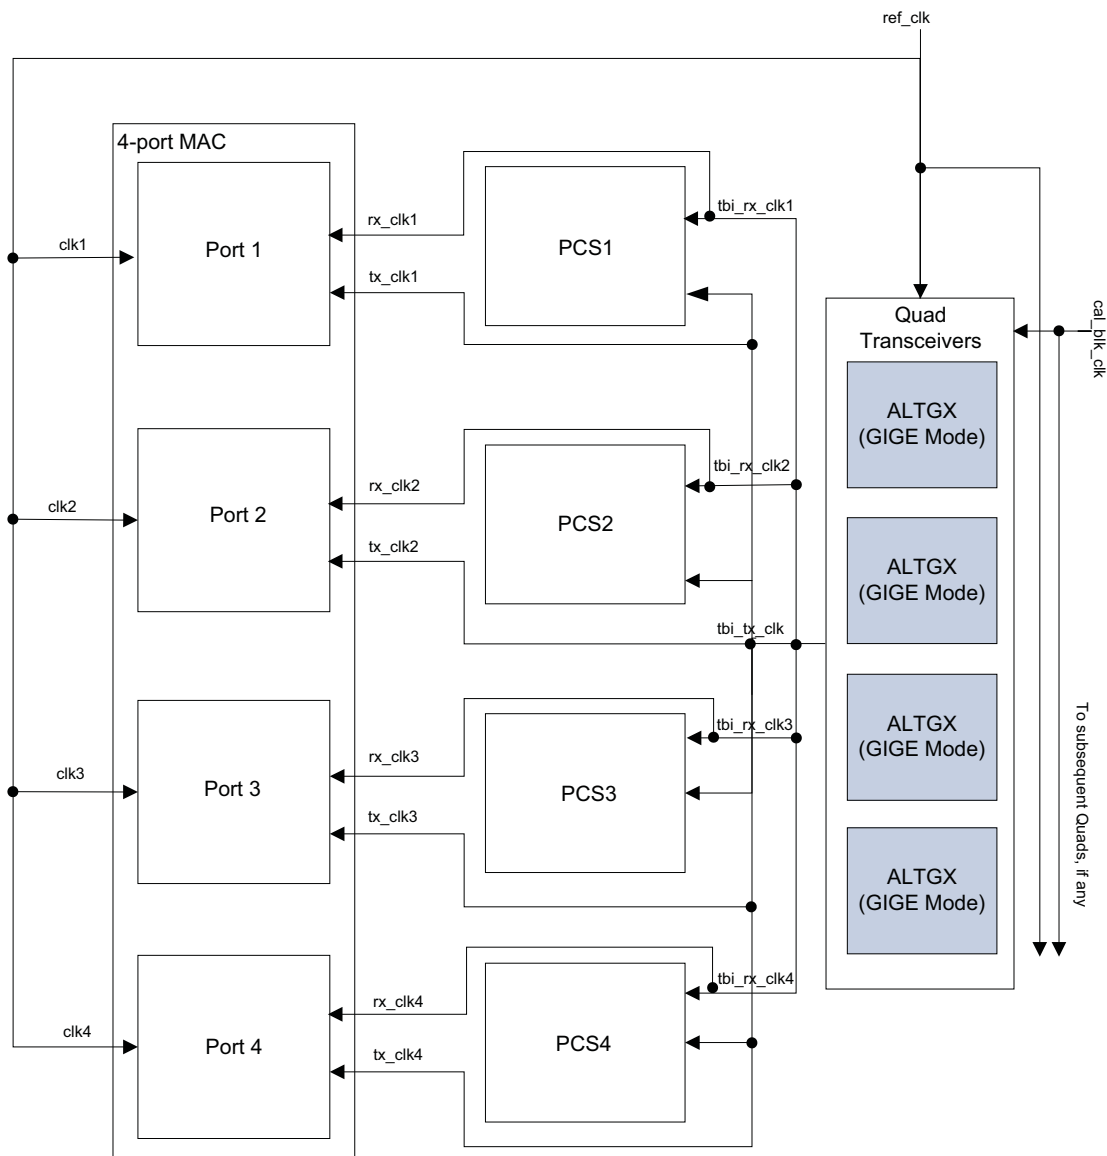 ref_clk
4-port MAC
rx_clk1
tbi_rx_clk1
clk1
Port 1
PCS1
tx_clk1
Quad
Transceivers
cal_blk_clk
ALTGX
(GIGE Mode)
rx_clk2
tbi_rx_clk2
clk2
Port 2
PCS2
tx_clk2
ALTGX
(GIGE Mode)
tbi_tx_clk
tbi_rx_clk3
rx_clk3
clk3
Port 3
PCS3
tx_clk3
ALTGX
(GIGE Mode)
To subsequent Quads, if any
ALTGX
(GIGE Mode)
tbi_rx_clk4
rx_clk4
clk4
Port 4
PCS4
tx_clk4